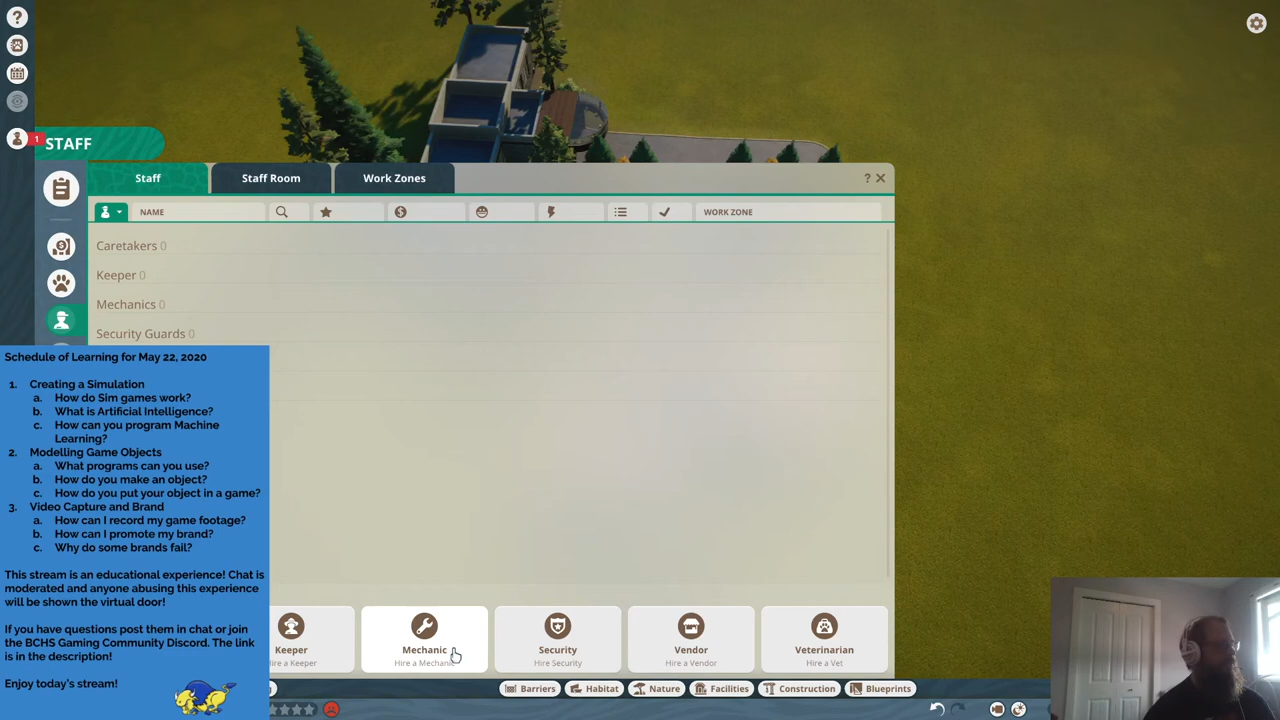 1
STAFF
Staff
Staff Room
Work Zones
?
NAME
WORK ZONE
Caretakers 0
Keeper 0
Mechanics 0
Security Guards 0
Schedule of Learning for May 22, 2020
1. Creating a Simulation
a. How do Sim games work?
b. What is Artificial Intelligence?
c. How can you program Machine
Learning?
2. Modelling Game Objects
a. What programs can you use?
b. How do you make an object?
c. How do you put your object in a game?
3. Video Capture and Brand
a. How can I record my game footage?
b. How can I promote my brand?
c. Why do some brands fail?
This stream is an educational experience! Chat is
moderated and anyone abusing this experience
will be shown the virtual door!
If you have questions post them in chat or join
the BCHS Gaming Community Discord. The link
is in the description!
Enjoy today's stream!
Keeper
Hire a Keeper
Mechanic
Hire a Mechanic
Security
Hire Security
Vendor
Hire a Vendor
Veterinarian
Hire a Vet
Barriers
Habitat
Nature
Facilities
Construction
Blueprints